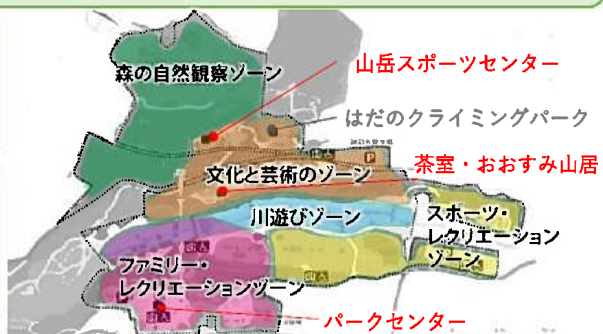 山岳スポーツセンター
森の自然観察ゾーン
はだのクライミングパーク
P
茶室・おおすみ山居
文化と芸術のゾーン
川遊びゾーン
スポーツ・
レクリエーション
ゾーン
ファミリー・
レクリエーションゾーン
パークセンター